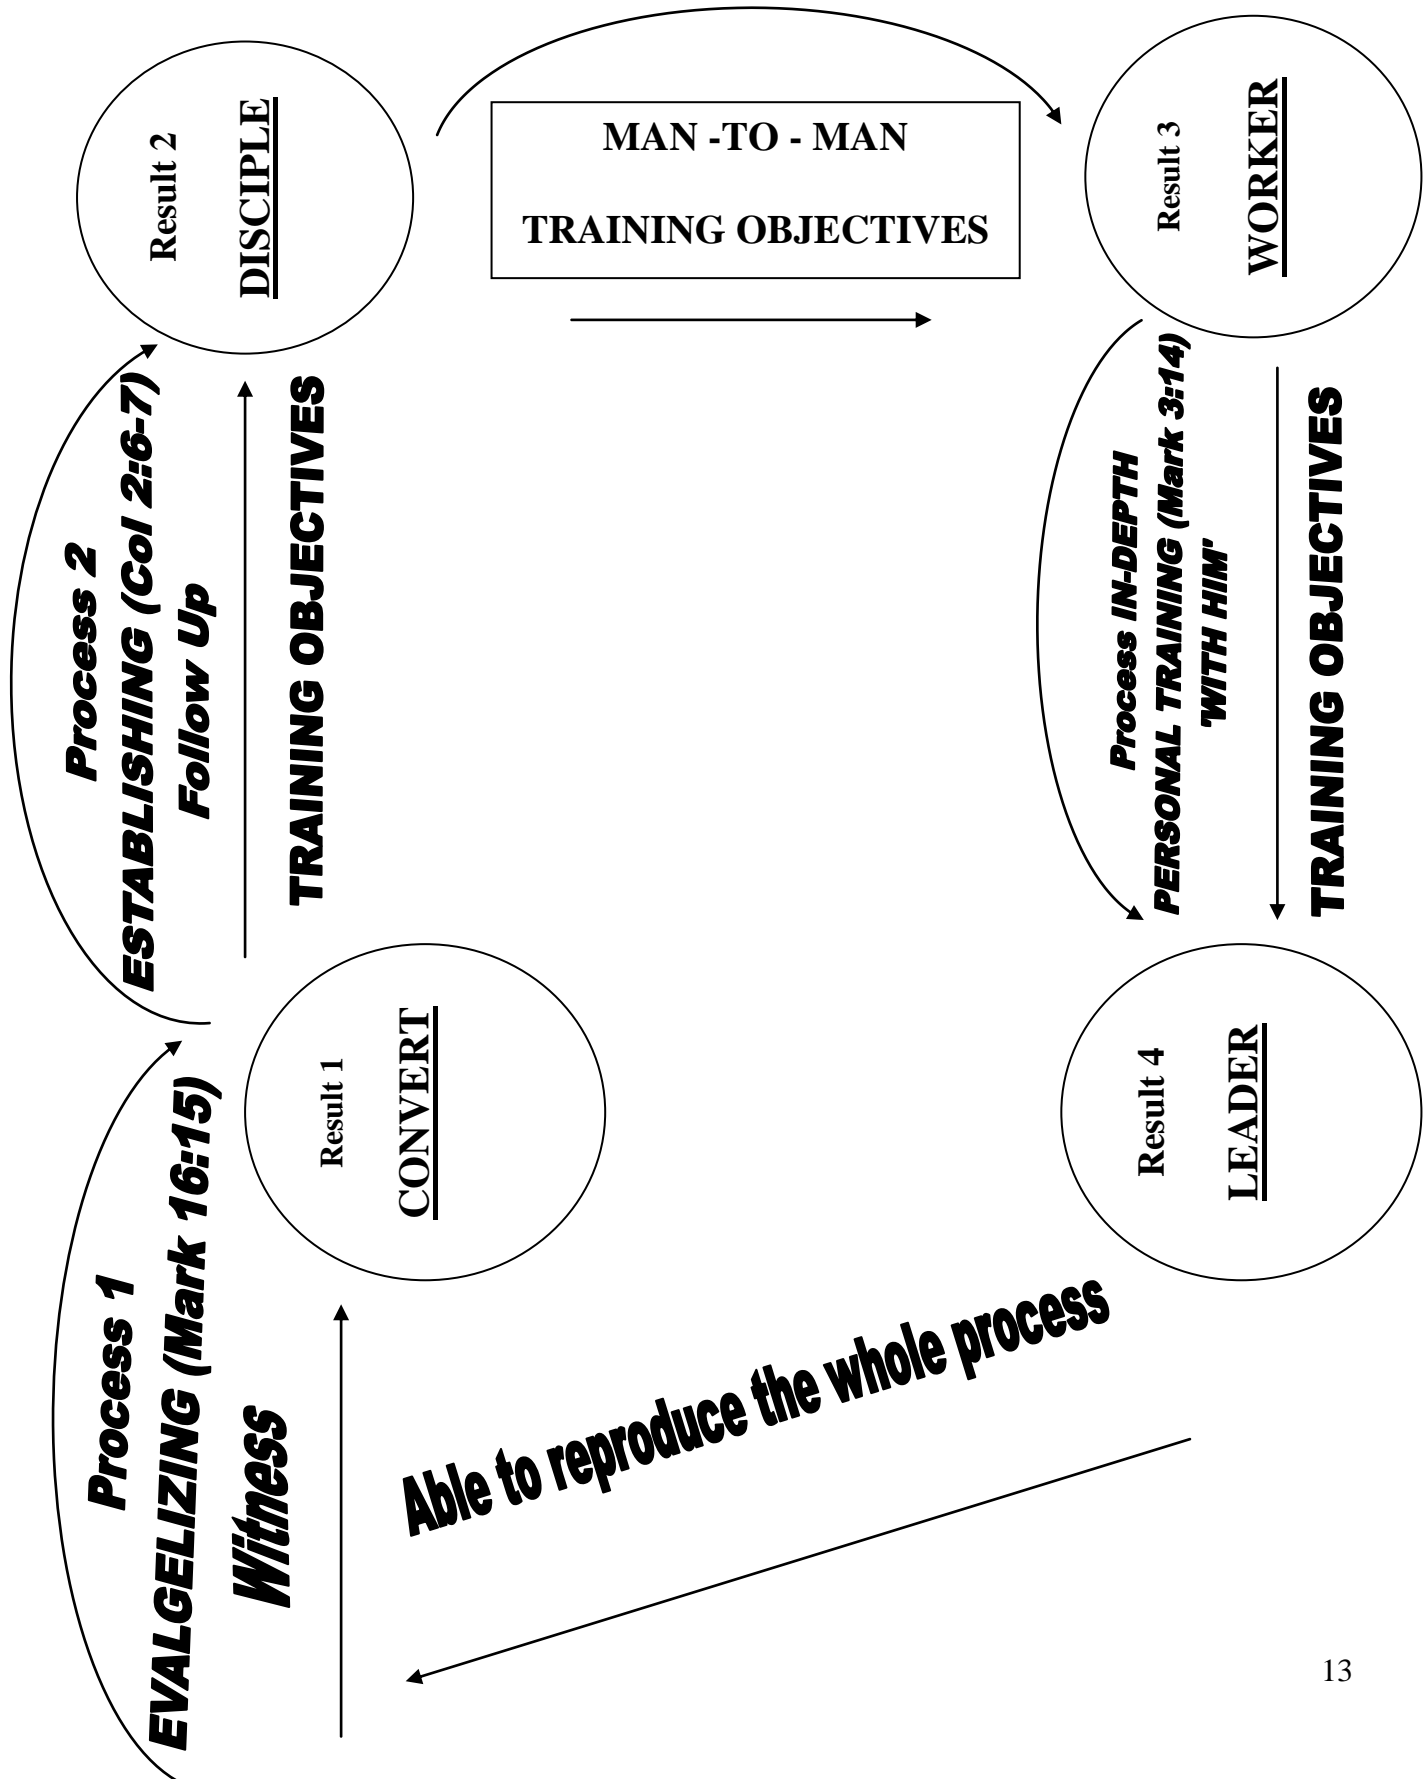 Process 1
EVALGELIZING (Mark 16:15)
Witness
Result 1
CONVERT
Process 2
ESTABLISHING (Col 2:6-7)
Follow Up
TRAINING OBJECTIVES
Result 2
DISCIPLE
MAN -TO - MAN
TRAINING OBJECTIVES
Result 3
WORKER
Process IN-DEPTH
PERSONAL TRAINING (Mark 3:14)
'WITH HIM'
TRAINING OBJECTIVES
Result 4
LEADER
Able to reproduce the whole process
13